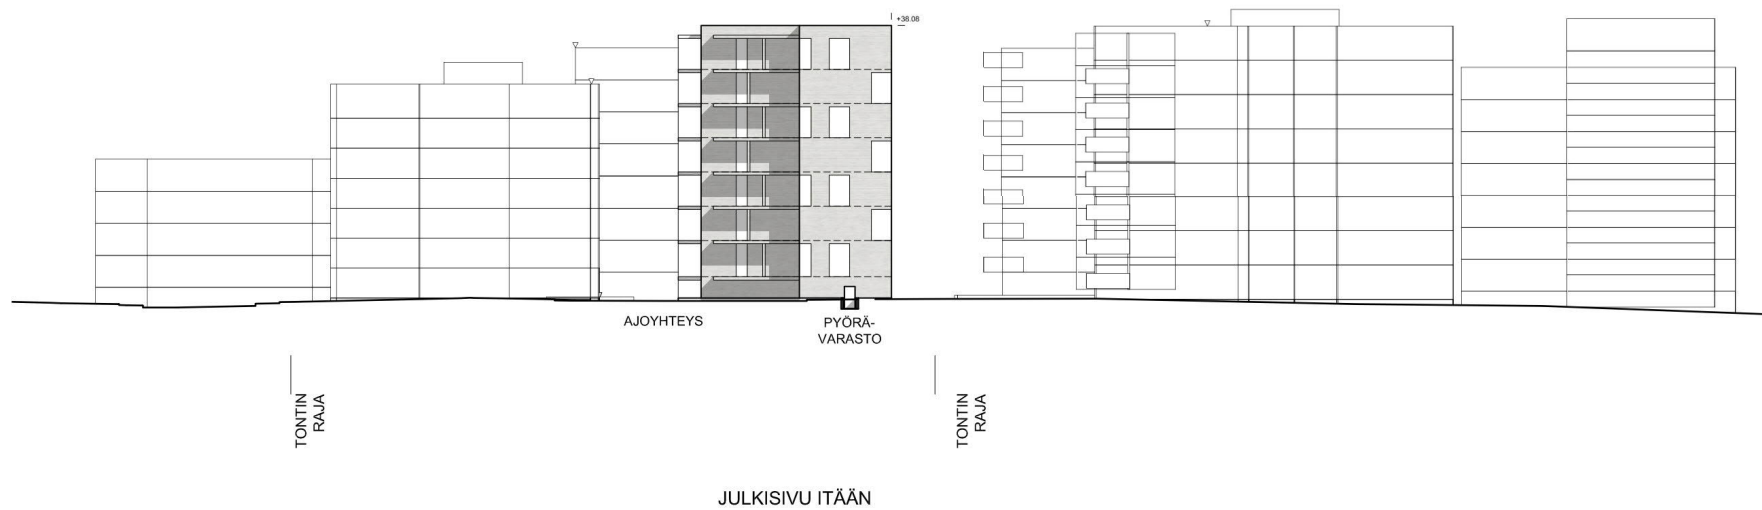 +38.08
AJOYHTEYS
PYÖRÄ-
VARASTO
TONTIN
RAJA
TONTIN
RAJA
JULKISIVU ITÄÄN